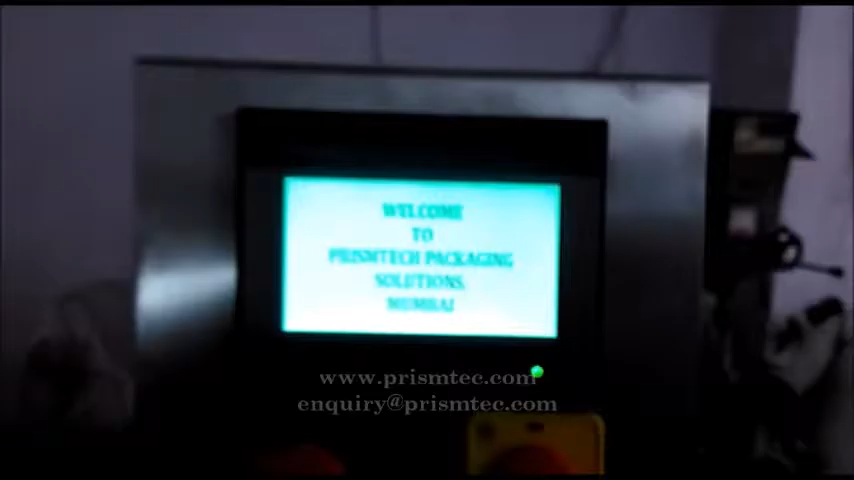 WELCOME
TO
PRISMTECH PACKAGING
SOLUTIONS,
MUMBAI
www.prismtec.com
enquiry@prismtec.com